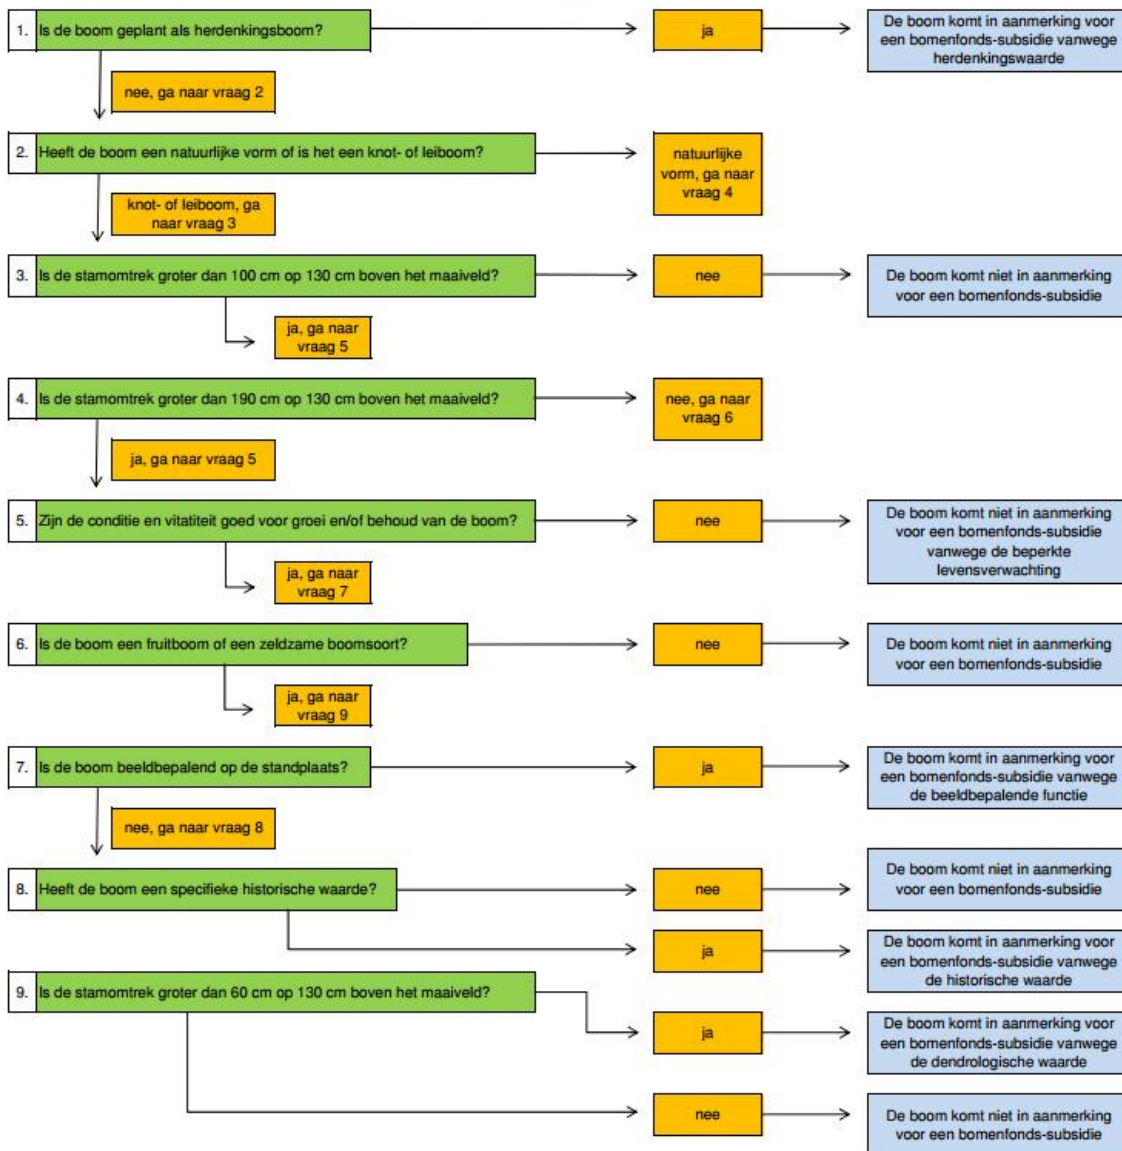 1. Is de boom geplant als herdenkingsboom?
ja
De boom komt in aanmerking voor
een bomenfonds-subsidie vanwege
herdenkingswaarde
nee, ga naar vraag 2
2. Heeft de boom een natuurlijke vorm of is het een knot- of leiboom?
natuurlijke
vorm, ga naar
vraag 4
knot- of leiboom, ga
naar vraag 3
3. Is de stamomtrek groter dan 100 cm op 130 cm boven het maaiveld?
nee
De boom komt niet in aanmerking
voor een bomenfonds-subsidie
ja, ga naar
vraag 5
4. Is de stamomtrek groter dan 190 cm op 130 cm boven het maaiveld?
nee, ga naar
vraag 6
ja, ga naar vraag 5
5. Zijn de conditie en vitatiteit goed voor groei en/of behoud van de boom?
nee
De boom komt niet in aanmerking
voor een bomenfonds-subsidie
vanwege de beperkte
levensverwachting
ja, ga naar
vraag 7
6. Is de boom een fruitboom of een zeldzame boomsoort?
nee
De boom komt niet in aanmerking
voor een bomenfonds-subsidie
ja, ga naar
vraag 9
7. Is de boom beeldbepalend op de standplaats?
ja
De boom komt in aanmerking voor
een bomenfonds-subsidie vanwege
de beeldbepalende functie
nee, ga naar vraag 8
8. Heeft de boom een specifieke historische waarde?
nee
De boom komt niet in aanmerking
voor een bomenfonds-subsidie
ja
De boom komt in aanmerking voor
een bomenfonds-subsidie vanwege
de historische waarde
9. Is de stamomtrek groter dan 60 cm op 130 cm boven het maaiveld?
ja
De boom komt in aanmerking voor
een bomenfonds-subsidie vanwege
de dendrologische waarde
nee
De boom komt niet in aanmerking
voor een bomenfonds-subsidie